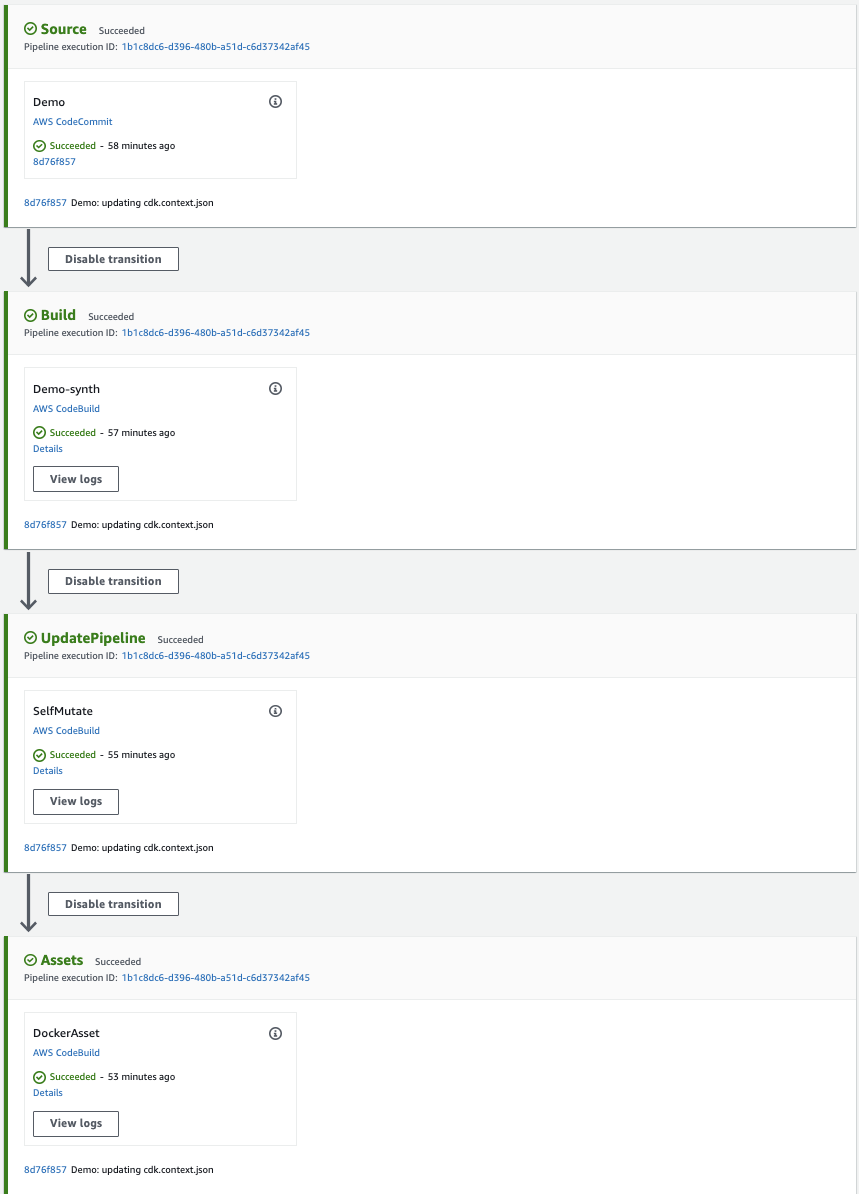 Source Succeeded
Pipeline execution ID: 1b1c8dc6-d396-480b-a51d-c6d37342af45
Demo
AWS CodeCommit
Succeeded - 58 minutes ago
8d76f857
8d76f857 Demo: updating cdk.context.json
Disable transition
Build Succeeded
Pipeline execution ID: 1b1c8dc6-d396-480b-a51d-c6d37342af45
Demo-synth
AWS CodeBuild
Succeeded - 57 minutes ago
Details
View logs
8d76f857 Demo: updating cdk.context.json
Disable transition
UpdatePipeline Succeeded
Pipeline execution ID: 1b1c8dc6-d396-480b-a51d-c6d37342af45
SelfMutate
AWS CodeBuild
Succeeded - 55 minutes ago
Details
View logs
8d76f857 Demo: updating cdk.context.json
Disable transition
Assets Succeeded
Pipeline execution ID: 1b1c8dc6-d396-480b-a51d-c6d37342af45
DockerAsset
AWS CodeBuild
Succeeded - 53 minutes ago
Details
View logs
8d76f857 Demo: updating cdk.context.json